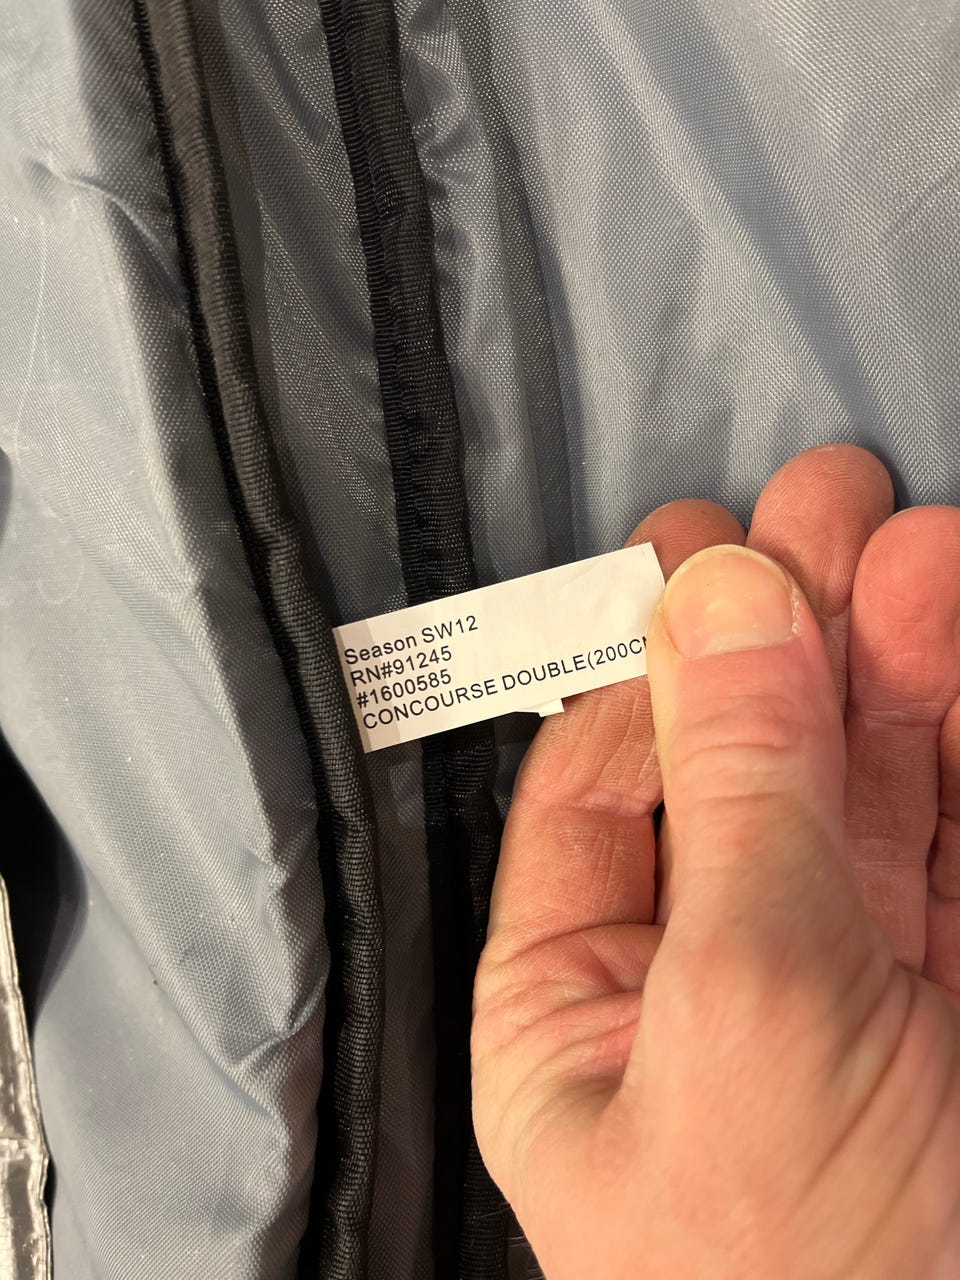 Season SW12
RN#91245
#1600585
CONCOURSE DOUBLE(200C